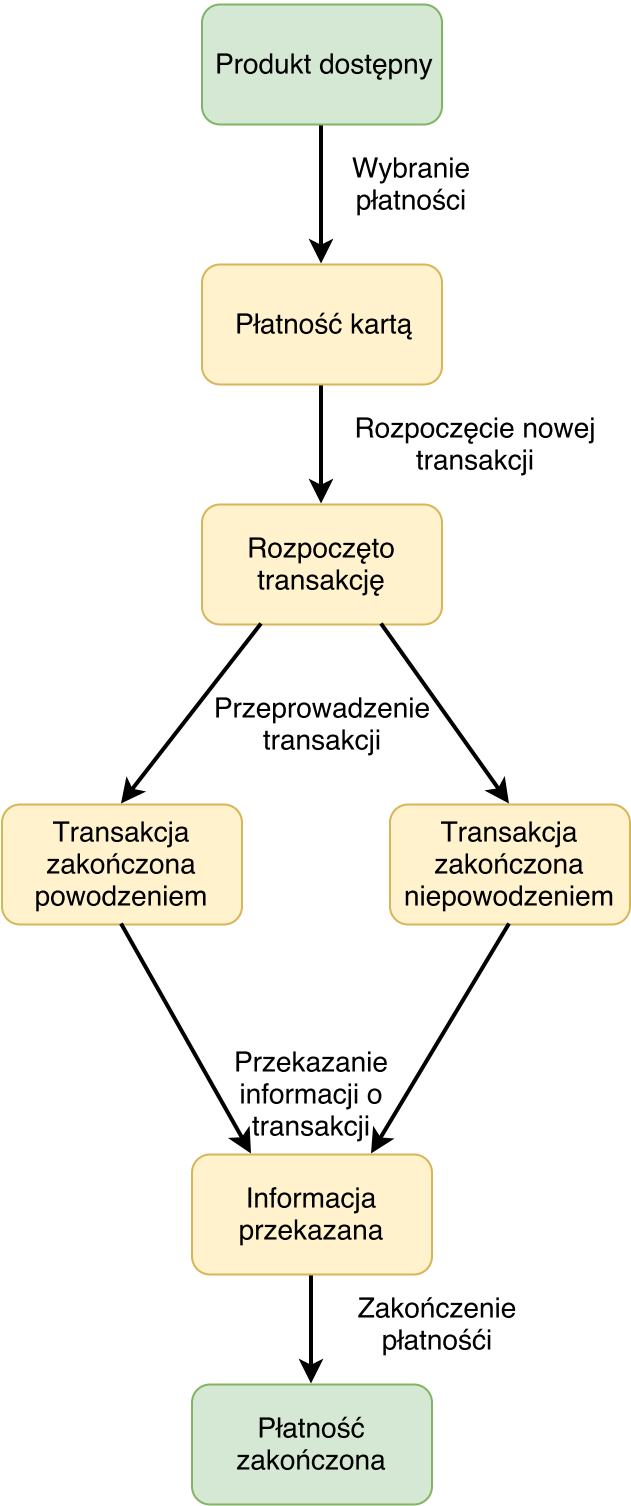 Produkt dostępny
Wybranie
płatności
Płatność kartą
Rozpoczęcie nowej
transakcji
Rozpoczęto
transakcję
Przeprowadzenie
transakcji
Transakcja
zakończona
powodzeniem
Transakcja
zakończona
niepowodzeniem
Przekazanie
informacji o
transakcji
Informacja
przekazana
Zakończenie
płatnośći
Płatność
zakończona